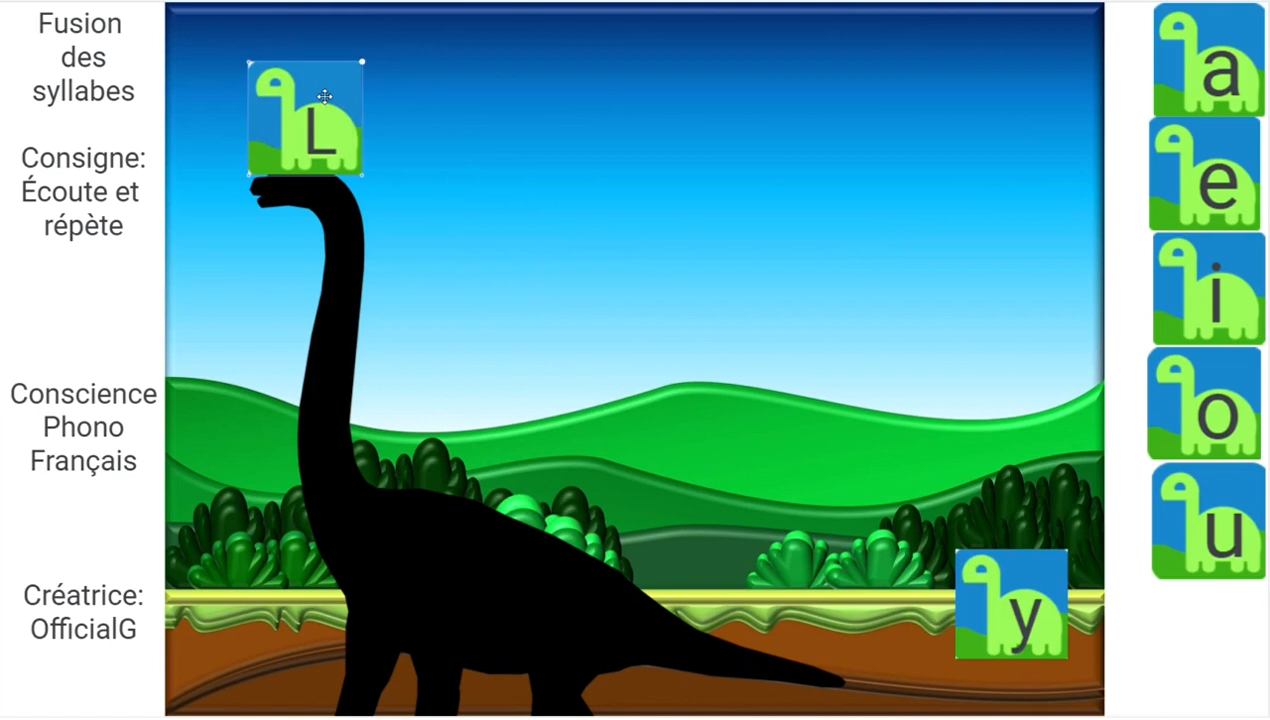 Fusion
des
syllabes
Consigne:
Écoute et
répète
Conscience
Phono
Français
Créatrice:
OfficialG
L
y
a
e
i
o
u